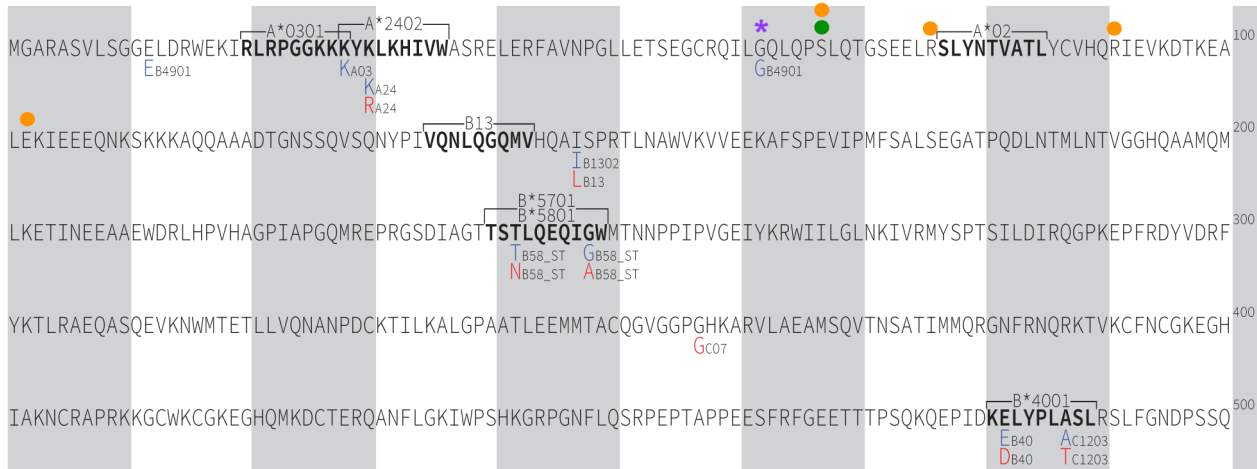 A*0301 A*2402 * A*02
MGARASVLSGGELDRWEKIRLRPGGKKKYKLKHIVWASRELERFAVNPGLLETSEGCRQILGQLQPSLQTGSEELRSLYNTVATLYCVHQRIEVKDTKEA 100
EB4901 KA03 GB4901
KA24
RA24
B13
LEKIEEEQNKSKKKAQQAAADTGNSSQVSQNYPIVQNLQGQMVHQAISPRTLNAWVKVVEEKAFSPEVIPMFSALSEGATPQDLNTMLNTVGGHQAAMQM 200
IB1302
LB13
B*5701
B*5801
LKETINEEAAEWDRLHPVHAGPIAPGQMREPRGSDIAGTTSTLQEQIGWMTNNPPIPVGEIYKRWIILGLNKIVRMYSPTSILDIRQGPKEPFRDYVDRF 300
TB58_ST GB58_ST
NB58_ST AB58_ST
YKTLRAEQASQEVKNWMTETLLVQNANPDCKTILKALGPAATLEEMMTACQGVGGPGHKARVLAEAMSQVTNSATIMMQRGNFRNQRKTVKCFNCGKEGH 400
GC07
B*4001
IAKNCRAPRKKGCWKCGKEGHQMKDCTERQANFLGKIWPSHKGRPGNFLQSRPEPTAPPEESFRFGEETTTPSQKQEPIDKELYPLASLRSLFGNDPSSQ 500
EB40 AC1203
DB40 TC1203